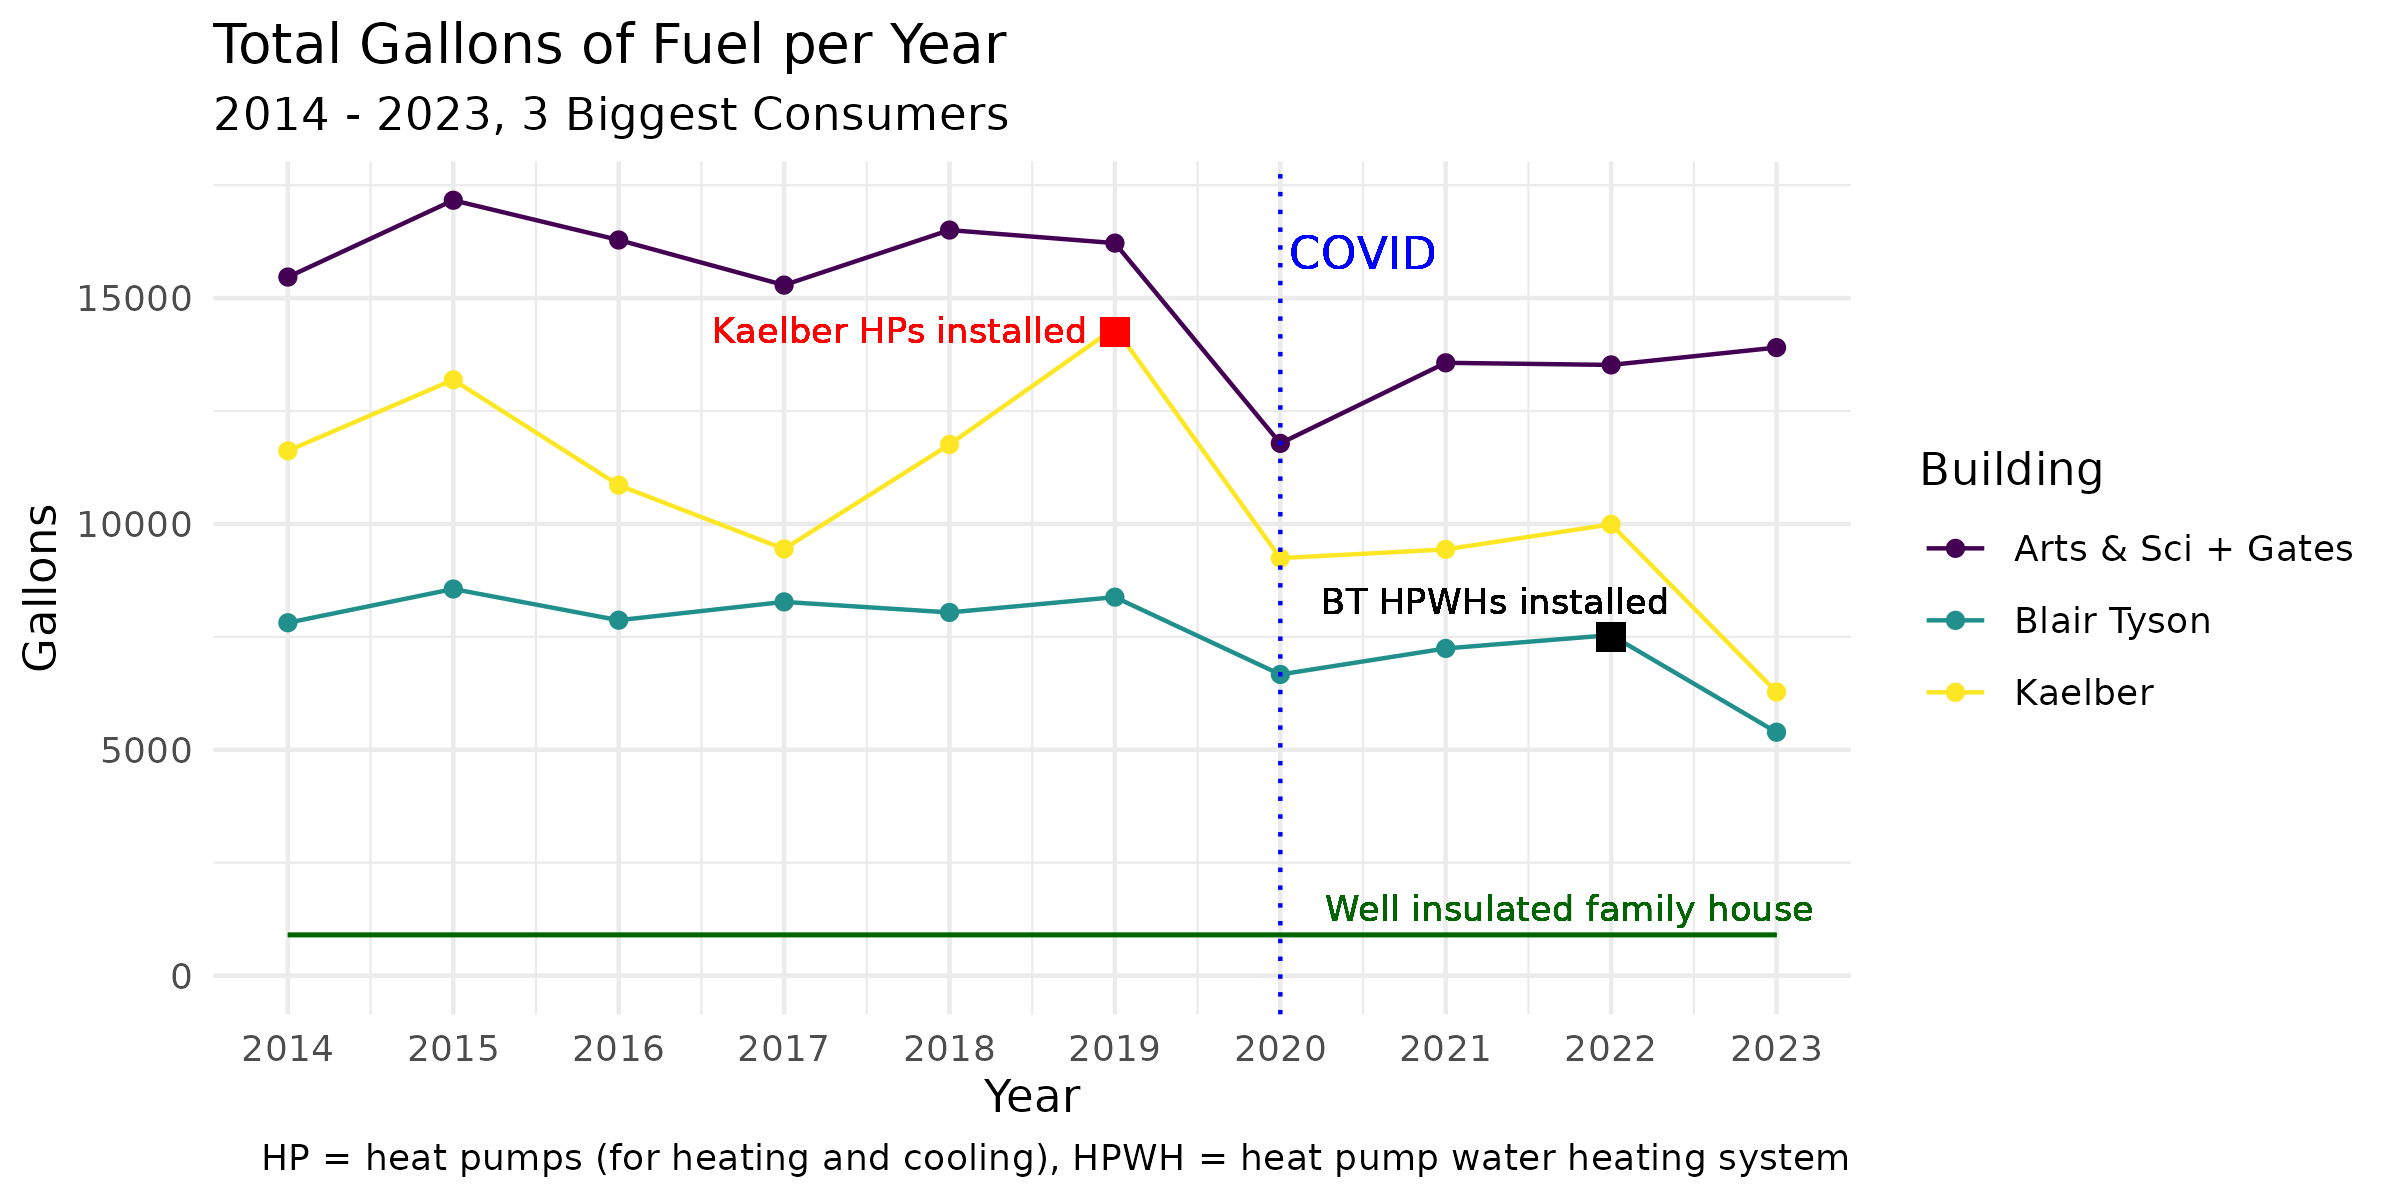 Total Gallons of Fuel per Year
2014 - 2023, 3 Biggest Consumers
COVID
Kaelber HPs installed
BT HPWHs installed
Well insulated family house
Gallons
15000
10000
5000
0
2014 2015 2016 2017 2018 2019 2020 2021 2022 2023
Year
Building
Arts & Sci + Gates
Blair Tyson
Kaelber
HP = heat pumps (for heating and cooling), HPWH = heat pump water heating system